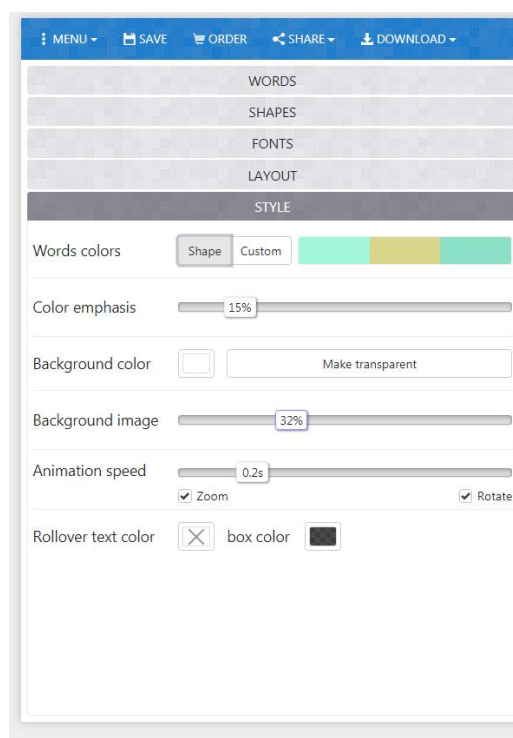 MENU SAVE ORDER SHARE DOWNLOAD
WORDS
SHAPES
FONTS
LAYOUT
STYLE
Words colors Shape Custom
Color emphasis 15%
Background color Make transparent
Background image 32%
Animation speed 0.2s
Zoom Rotate
Rollover text color box color